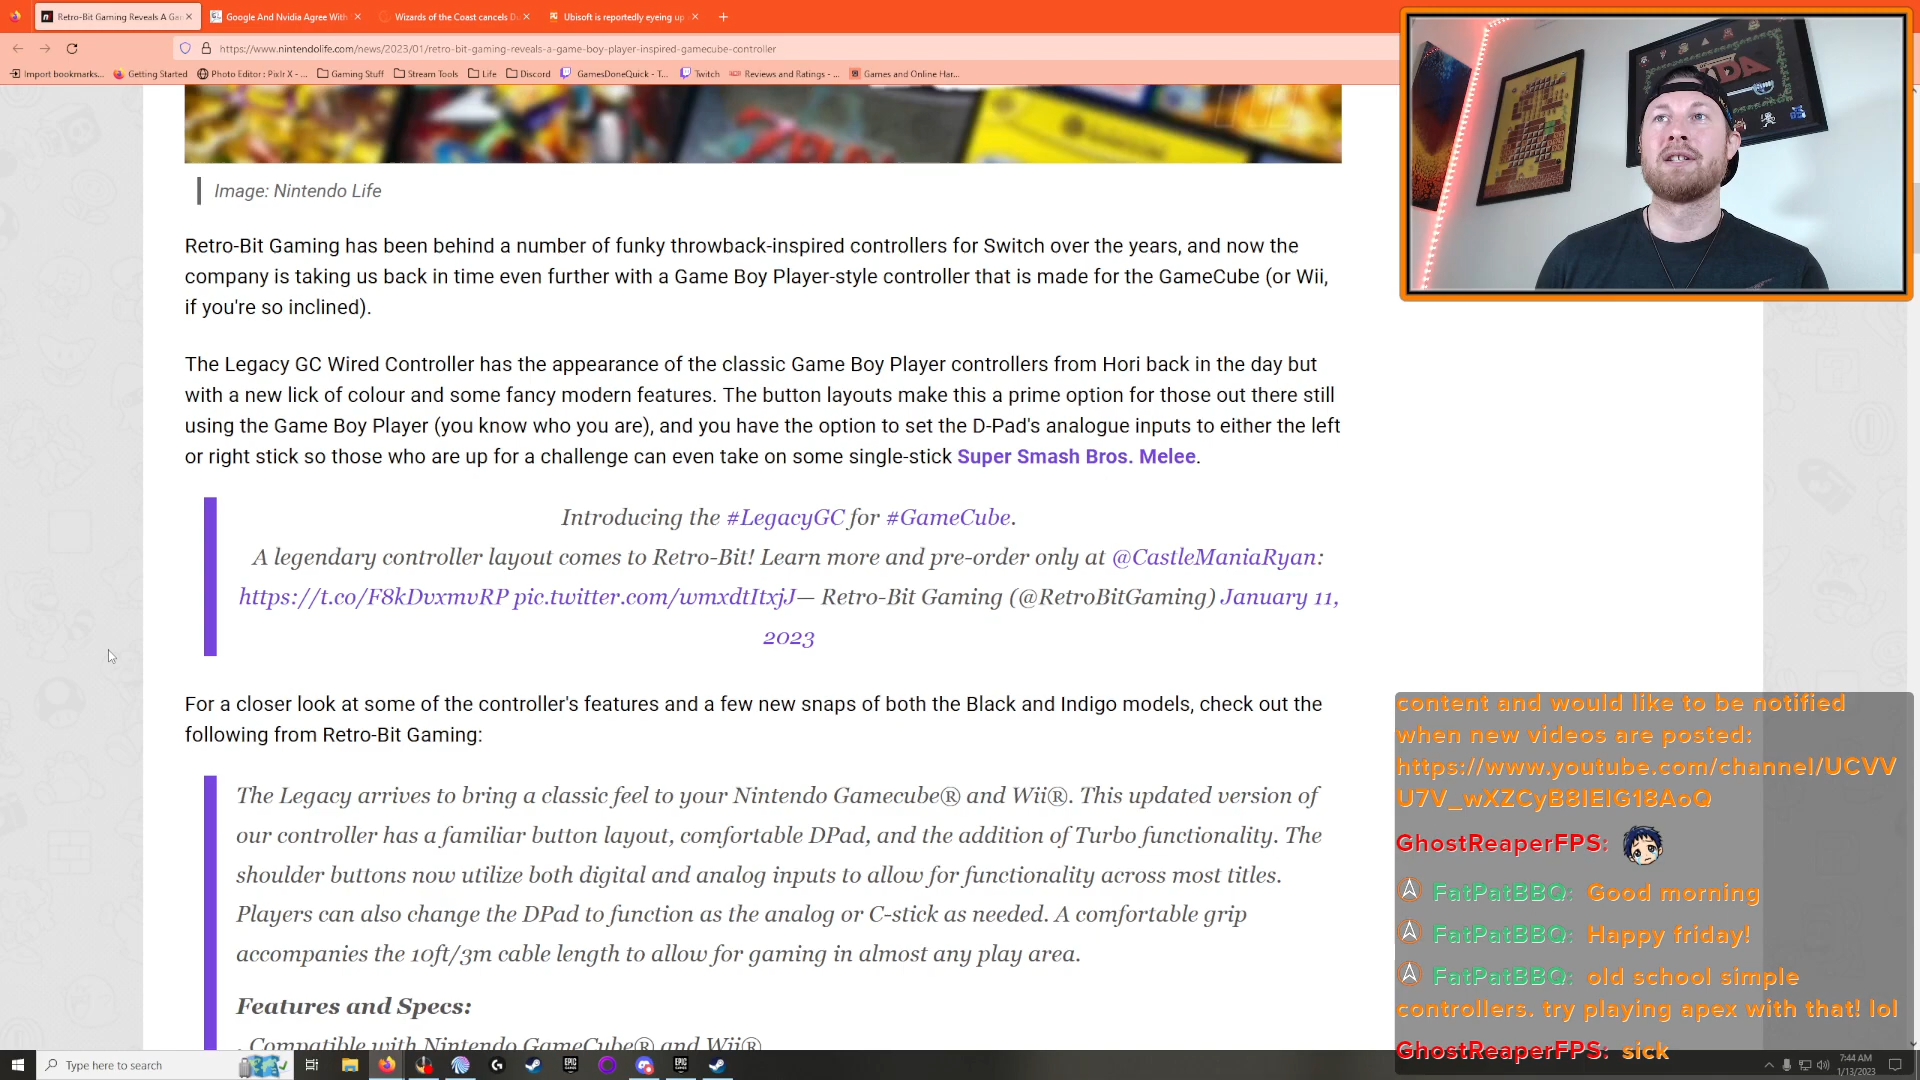 Retro-Bit Gaming Reveals A Ga
Google And Nvidia Agree With
Wizards of the Coast cancels D
Ubisoft is reportedly eyeing up
https://www.nintendolife.com/news/2023/01/retro-bit-gaming-reveals-a-game-boy-player-inspired-gamecube-controller
Import bookmarks... Getting Started Photo Editor : Pixlr X - ... Gaming Stuff Stream Tools Life Discord GamesDoneQuick - T... Twitch Reviews and Ratings - ... Games and Online Har...
Image: Nintendo Life
Retro-Bit Gaming has been behind a number of funky throwback-inspired controllers for Switch over the years, and now the
company is taking us back in time even further with a Game Boy Player-style controller that is made for the GameCube (or Wii,
if you're so inclined).
The Legacy GC Wired Controller has the appearance of the classic Game Boy Player controllers from Hori back in the day but
with a new lick of colour and some fancy modern features. The button layouts make this a prime option for those out there still
using the Game Boy Player (you know who you are), and you have the option to set the D-Pad's analogue inputs to either the left
or right stick so those who are up for a challenge can even take on some single-stick Super Smash Bros. Melee.
Introducing the #LegacyGC for #GameCube.
A legendary controller layout comes to Retro-Bit! Learn more and pre-order only at @CastleManiaRyan:
https://t.co/F8kDvxmvRP pic.twitter.com/wmxdtItxjJ— Retro-Bit Gaming (@RetroBitGaming) January 11,
2023
For a closer look at some of the controller's features and a few new snaps of both the Black and Indigo models, check out the
following from Retro-Bit Gaming:
The Legacy arrives to bring a classic feel to your Nintendo Gamecube® and Wii®. This updated version of
our controller has a familiar button layout, comfortable DPad, and the addition of Turbo functionality. The
shoulder buttons now utilize both digital and analog inputs to allow for functionality across most titles.
Players can also change the DPad to function as the analog or C-stick as needed. A comfortable grip
accompanies the 10ft/3m cable length to allow for gaming in almost any play area.
Features and Specs:
. Compatible with Nintendo GameCube® and Wii®
content and would like to be notified
when new videos are posted:
https://www.youtube.com/channel/UCVV
U7V_wXZCyB8IEIG18AoQ
GhostReaperFPS:
FatPatBBQ: Good morning
FatPatBBQ: Happy friday!
FatPatBBQ: old school simple
controllers. try playing apex with that! lol
GhostReaperFPS: sick
Type here to search
7:44 AM
1/13/2023